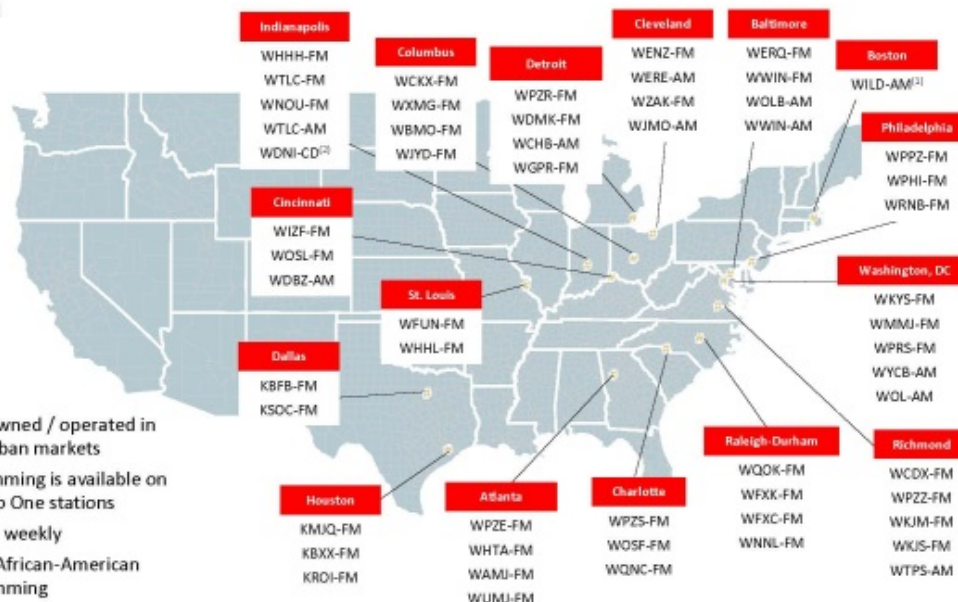 Indianapolis
WHHH-FM
WTLC-FM
WNOU-FM
WTLC-AM
WDNI-CD(2)
Columbus
WCKX-FM
WXMG-FM
WBMO-FM
WJYD-FM
Detroit
WPZR-FM
WDMK-FM
WCHB-AM
WGPR-FM
Cleveland
WENZ-FM
WERE-AM
WZAK-FM
WJMO-AM
Baltimore
WERQ-FM
WWIN-FM
WOLB-AM
WWIN-AM
Boston
WILD-AM(1)
Philadelphia
WPPZ-FM
WPHI-FM
WRNB-FM
Cincinnati
WIZF-FM
WOSL-FM
WDBZ-AM
St. Louis
WFUN-FM
WHHL-FM
Washington, DC
WKYS-FM
WMMJ-FM
WPRS-FM
WYCB-AM
WOL-AM
Dallas
KBFB-FM
KSOC-FM
wned / operated in
ban markets
nming is available on
o One stations
weekly
African-American
nming
Houston
KMJQ-FM
KBXX-FM
KROI-FM
Atlanta
WPZE-FM
WHTA-FM
WAMJ-FM
WUMJ-FM
Charlotte
WPZS-FM
WOSF-FM
WQNC-FM
Raleigh-Durham
WQOK-FM
WFXK-FM
WFXC-FM
WNNL-FM
Richmond
WCDX-FM
WPZZ-FM
WKJM-FM
WKJS-FM
WTPS-AM